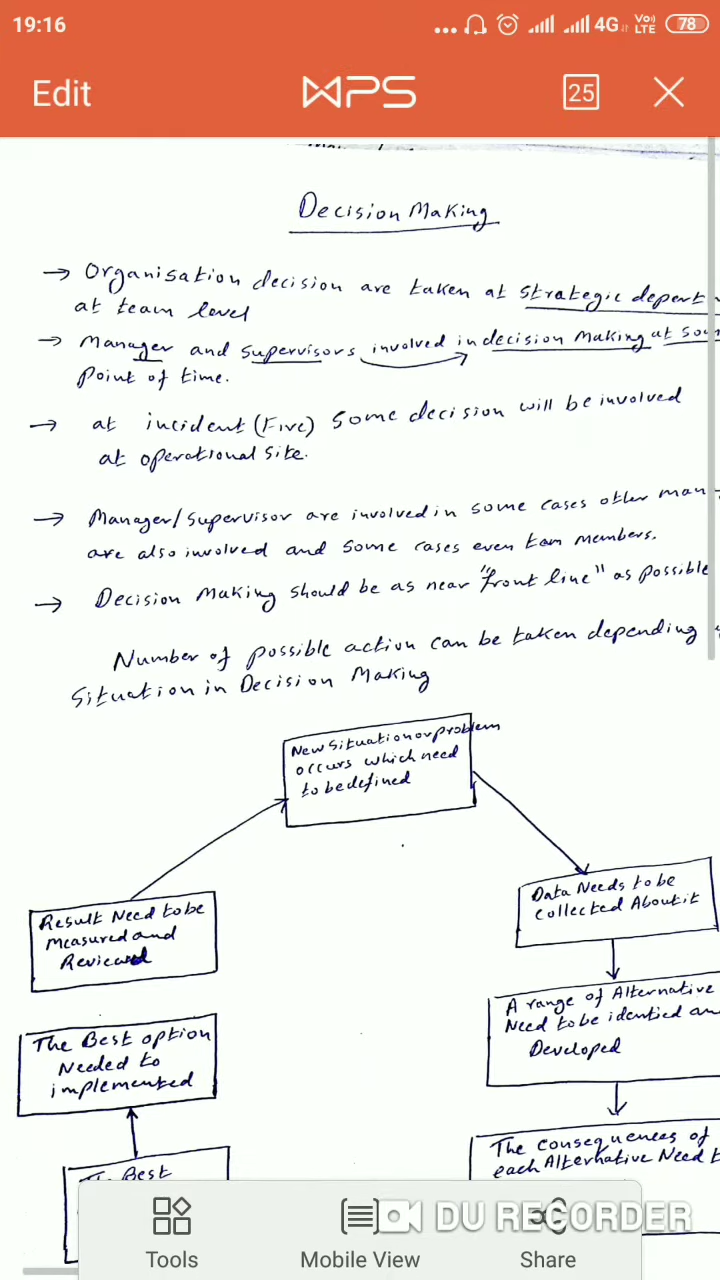 19:16
4G
Vo))
LTE
78
Edit
WPS
25
Decision Making
→ Organisation decision are taken at strategic depart
at team level
→ Manager and Supervisors involved in decision making at som
point of time.
→ at incident (Fire) some decision will be involved
at operational site.
→ Manager/supervisor are involved in some cases other man
are also involved and some cases even team members.
→ Decision Making should be as near "front line" as possible
Number of possible action can be taken depending
Situation in Decision Making
New situation or problem
occurs which need
to be defined
Result Need to be
Measured and
Reviewed
Data Needs to be
collected About it
A range of Alternative
Need to be identied an
Developed
The Best option
Needed to
implemented
The consequences of
each Alternative Need t
Best
DU RECORDER
Tools
Mobile View
Share